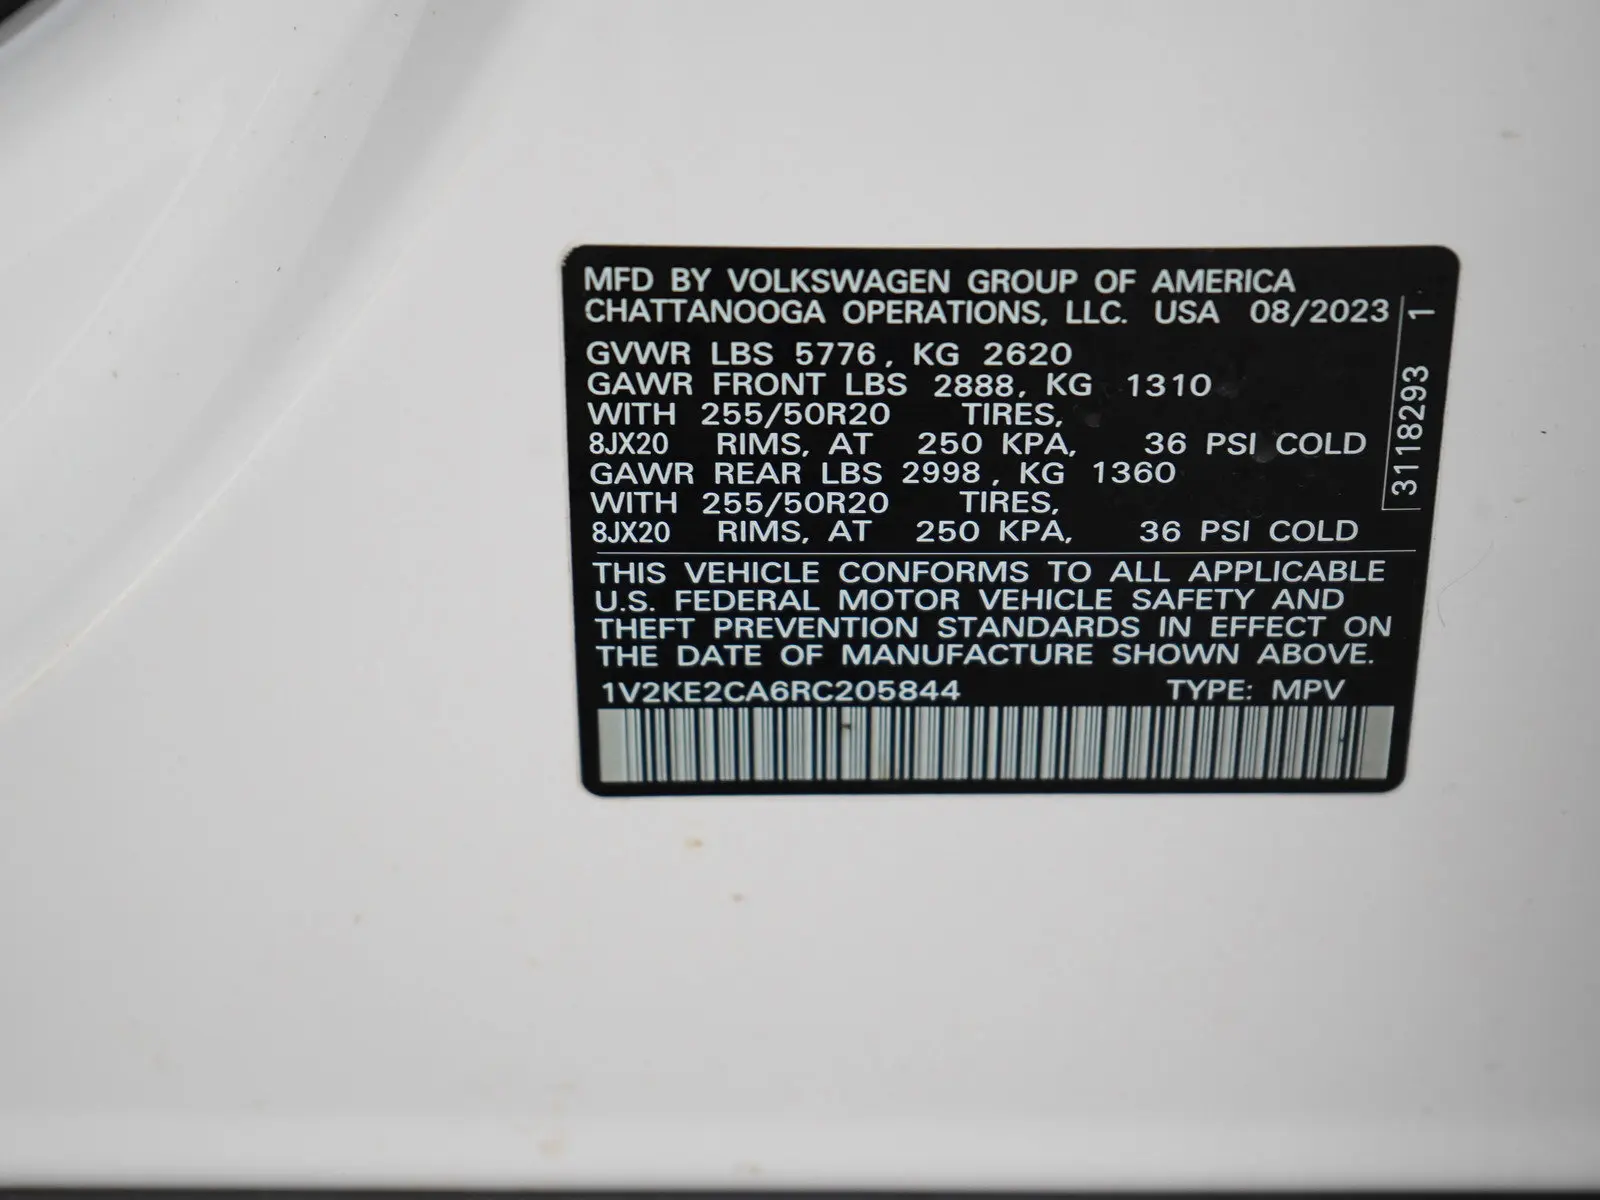 MFD BY VOLKSWAGEN GROUP OF AMERICA
CHATTANOOGA OPERATIONS, LLC. USA 08/2023
GVWR LBS 5776, KG 2620
GAWR FRONT LBS 2888, KG 1310
WITH 255/50R20 TIRES,
8JX20 RIMS, AT 250 KPA, 36 PSI COLD
GAWR REAR LBS 2998, KG 1360
WITH 255/50R20 TIRES,
8JX20 RIMS, AT 250 KPA, 36 PSI COLD
THIS VEHICLE CONFORMS TO ALL APPLICABLE
U.S. FEDERAL MOTOR VEHICLE SAFETY AND
THEFT PREVENTION STANDARDS IN EFFECT ON
THE DATE OF MANUFACTURE SHOWN ABOVE.
1V2KE2CA6RC205844 TYPE: MPV
3118293 1